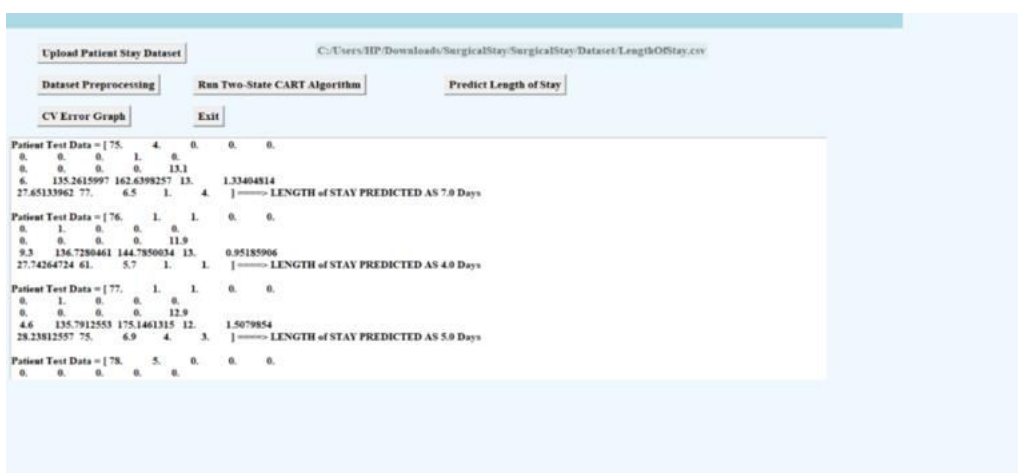 Upload Patient Stay Dataset C:/Users/HP/Downloads/SurgicalStay/SurgicalStay/Dataset/LengthOfStay.csv
Dataset Preprocessing Run Two-State CART Algorithm Predict Length of Stay
CV Error Graph Exit
Patient Test Data = [ 75. 4. 0. 0. 0.
0. 0. 0. 1. 0.
0. 0. 0. 0. 13.1
6. 135.2615997 162.6398257 13. 1.33404814
27.65133962 77. 6.5 1. 4. ] ====> LENGTH of STAY PREDICTED AS 7.0 Days
Patient Test Data = [ 76. 1. 1. 0. 0.
0. 1. 0. 0. 0.
0. 0. 0. 0. 11.9
9.3 136.7280461 144.7850034 13. 0.95185906
27.74264724 61. 5.7 1. 1. ] ====> LENGTH of STAY PREDICTED AS 4.0 Days
Patient Test Data = [ 77. 1. 1. 0. 0.
0. 1. 0. 0. 0.
0. 0. 0. 0. 12.9
4.6 135.7912553 175.1461315 12. 1.5079854
28.23812557 75. 6.9 4. 3. ] ====> LENGTH of STAY PREDICTED AS 5.0 Days
Patient Test Data = [ 78. 5. 0. 0. 0.
0. 0. 0. 0. 0.